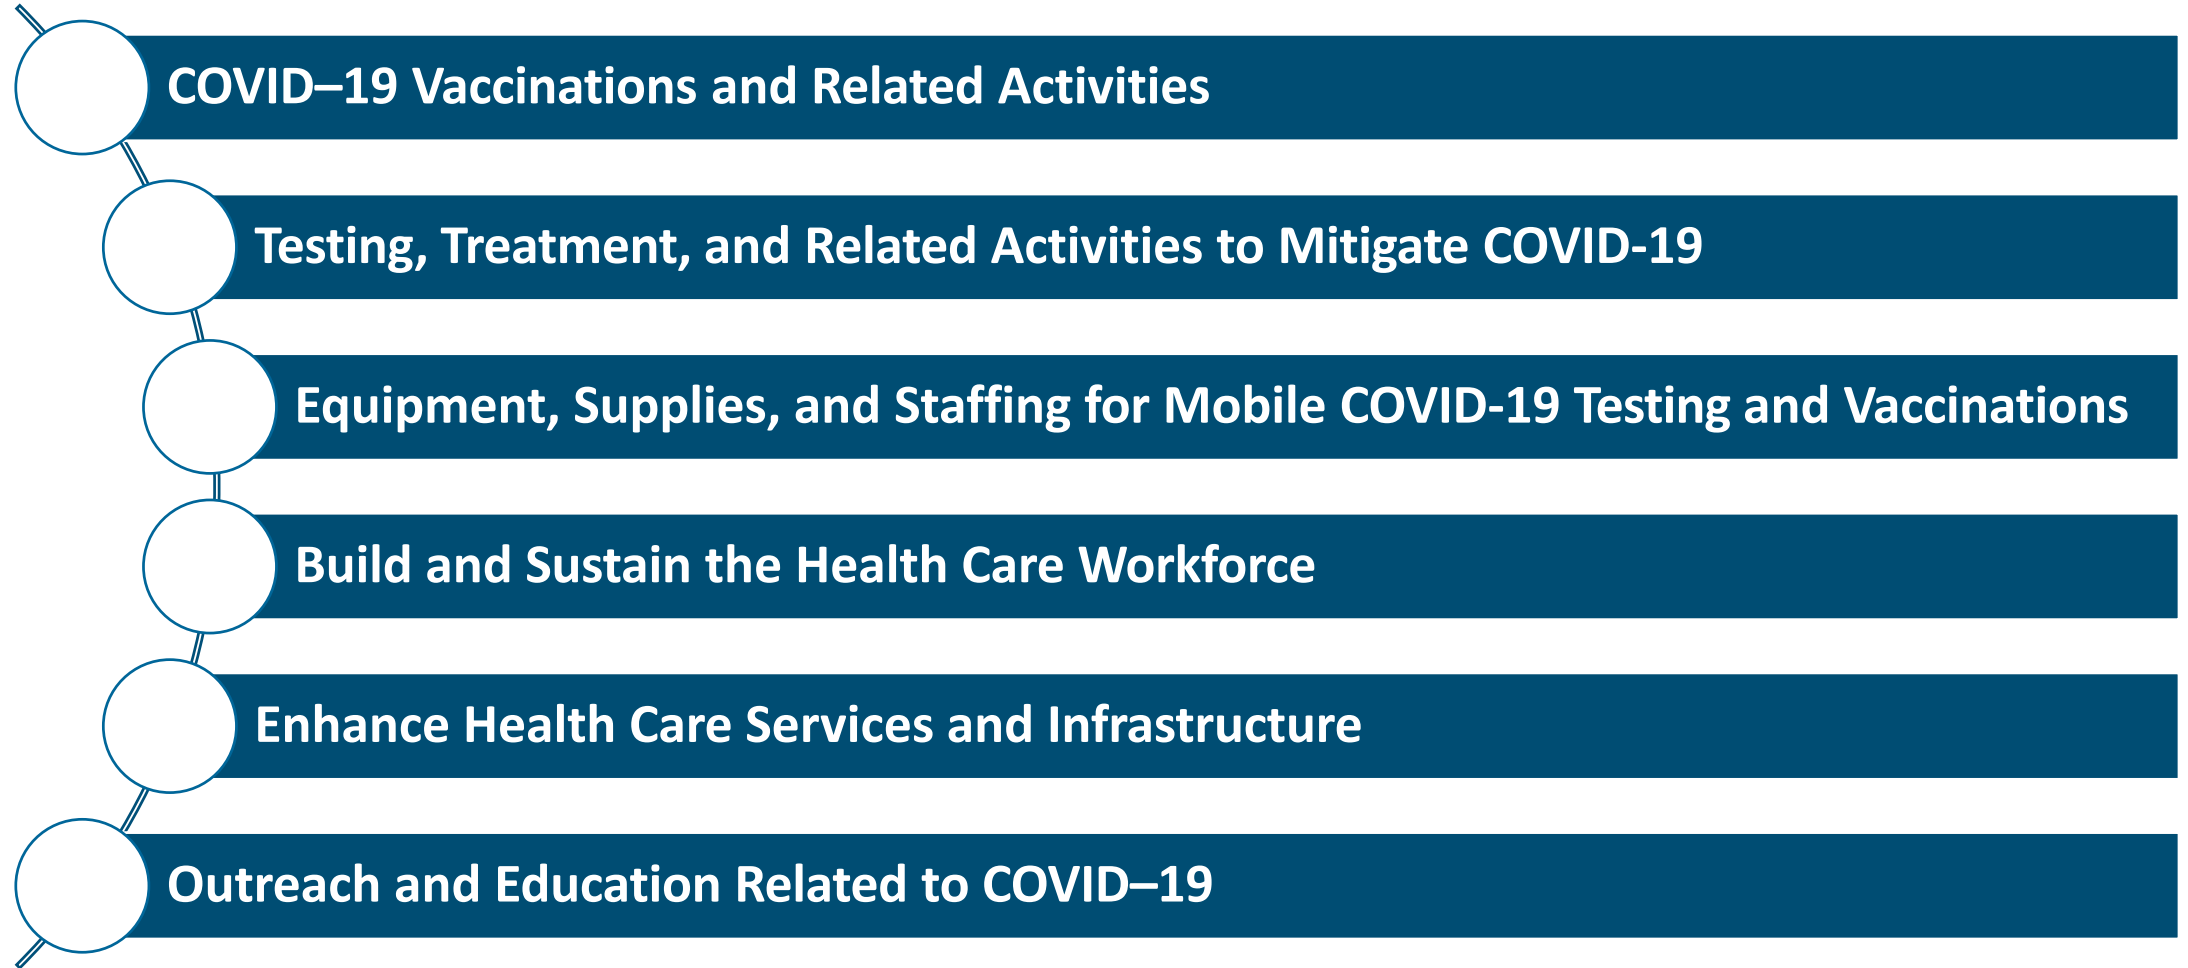 COVID–19 Vaccinations and Related Activities
Testing, Treatment, and Related Activities to Mitigate COVID-19
Equipment, Supplies, and Staffing for Mobile COVID-19 Testing and Vaccinations
Build and Sustain the Health Care Workforce
Enhance Health Care Services and Infrastructure
Outreach and Education Related to COVID–19